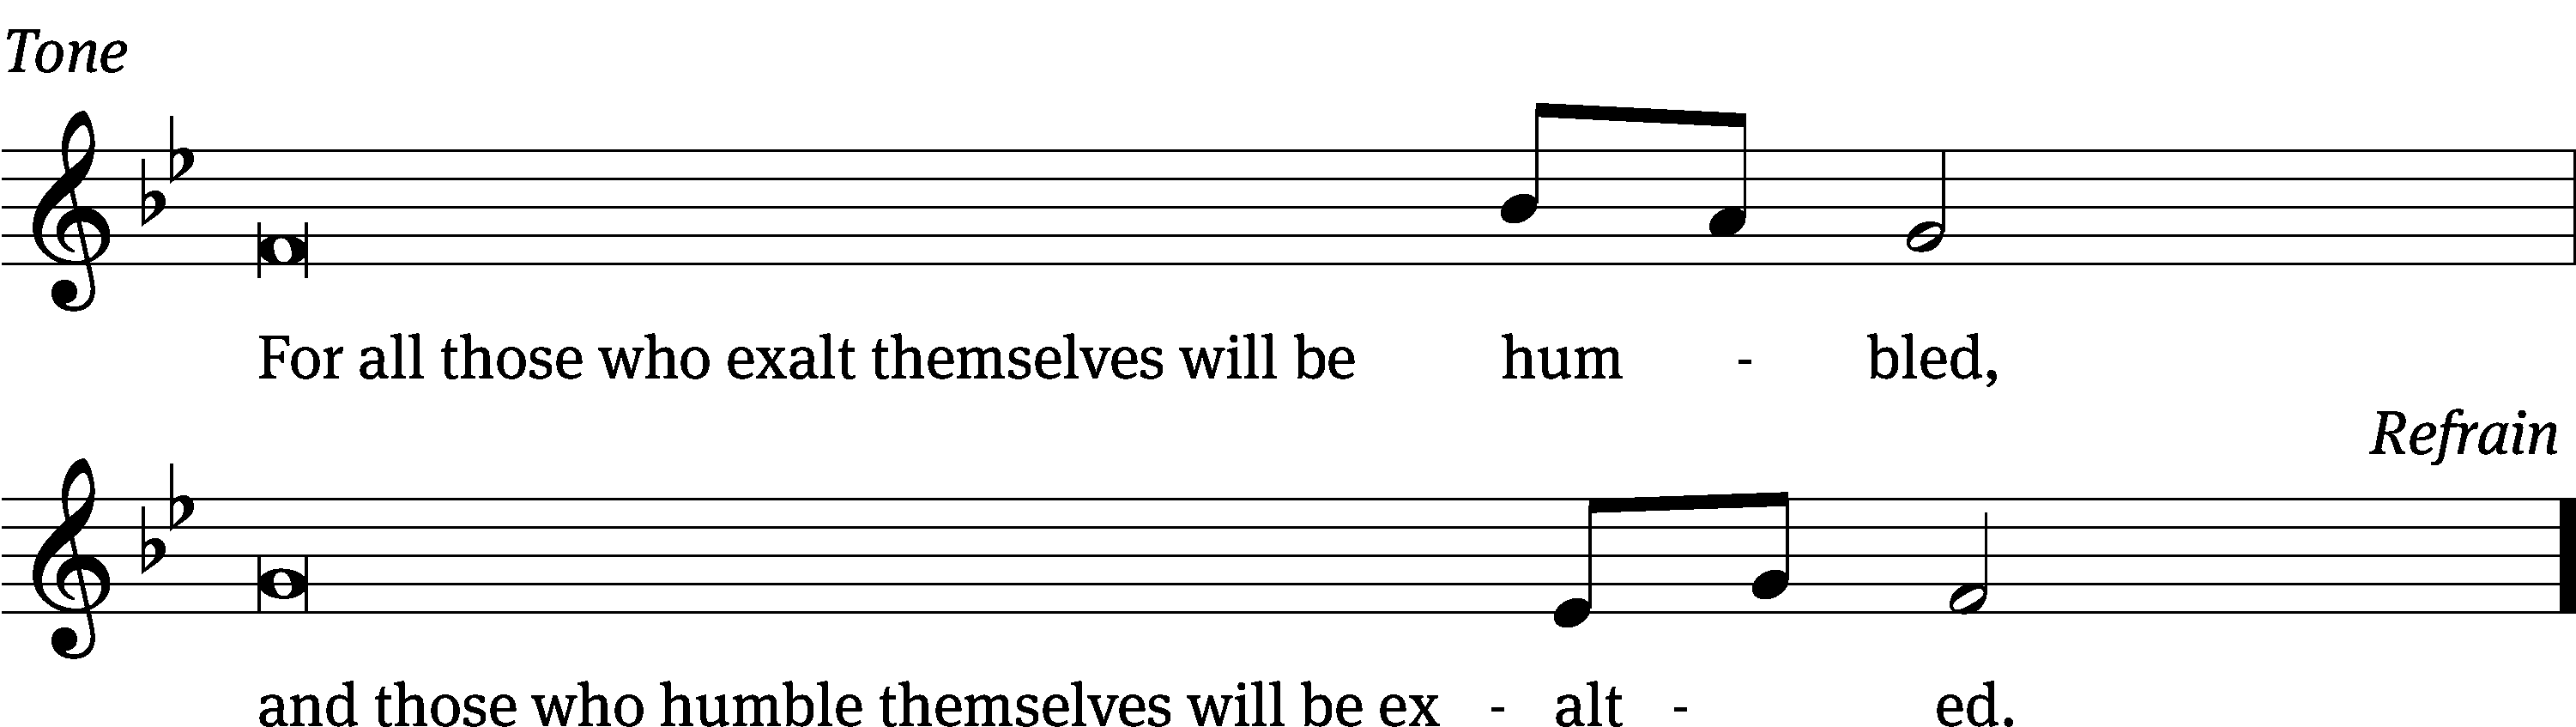 Tone
For all those who exalt themselves will be hum - bled,
Refrain
and those who humble themselves will be ex - alt - ed.